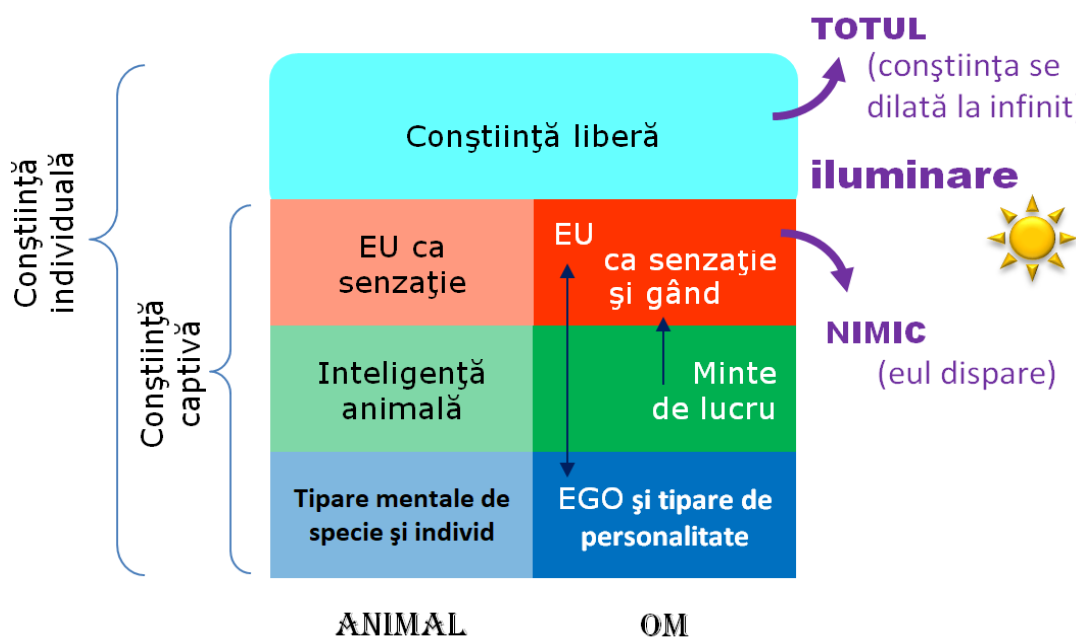 TOTUL
(conştiinţa se
dilată la infinit
Conştiinţă liberă
iluminare
Conştiinţă
individuală
Conştiinţă
captivă
EU ca
senzaţie
EU
ca senzaţie
şi gând
NIMIC
(eul dispare)
Inteligenţă
animală
Minte
de lucru
Tipare mentale de
specie şi individ
EGO şi tipare de
personalitate
ANIMAL
OM